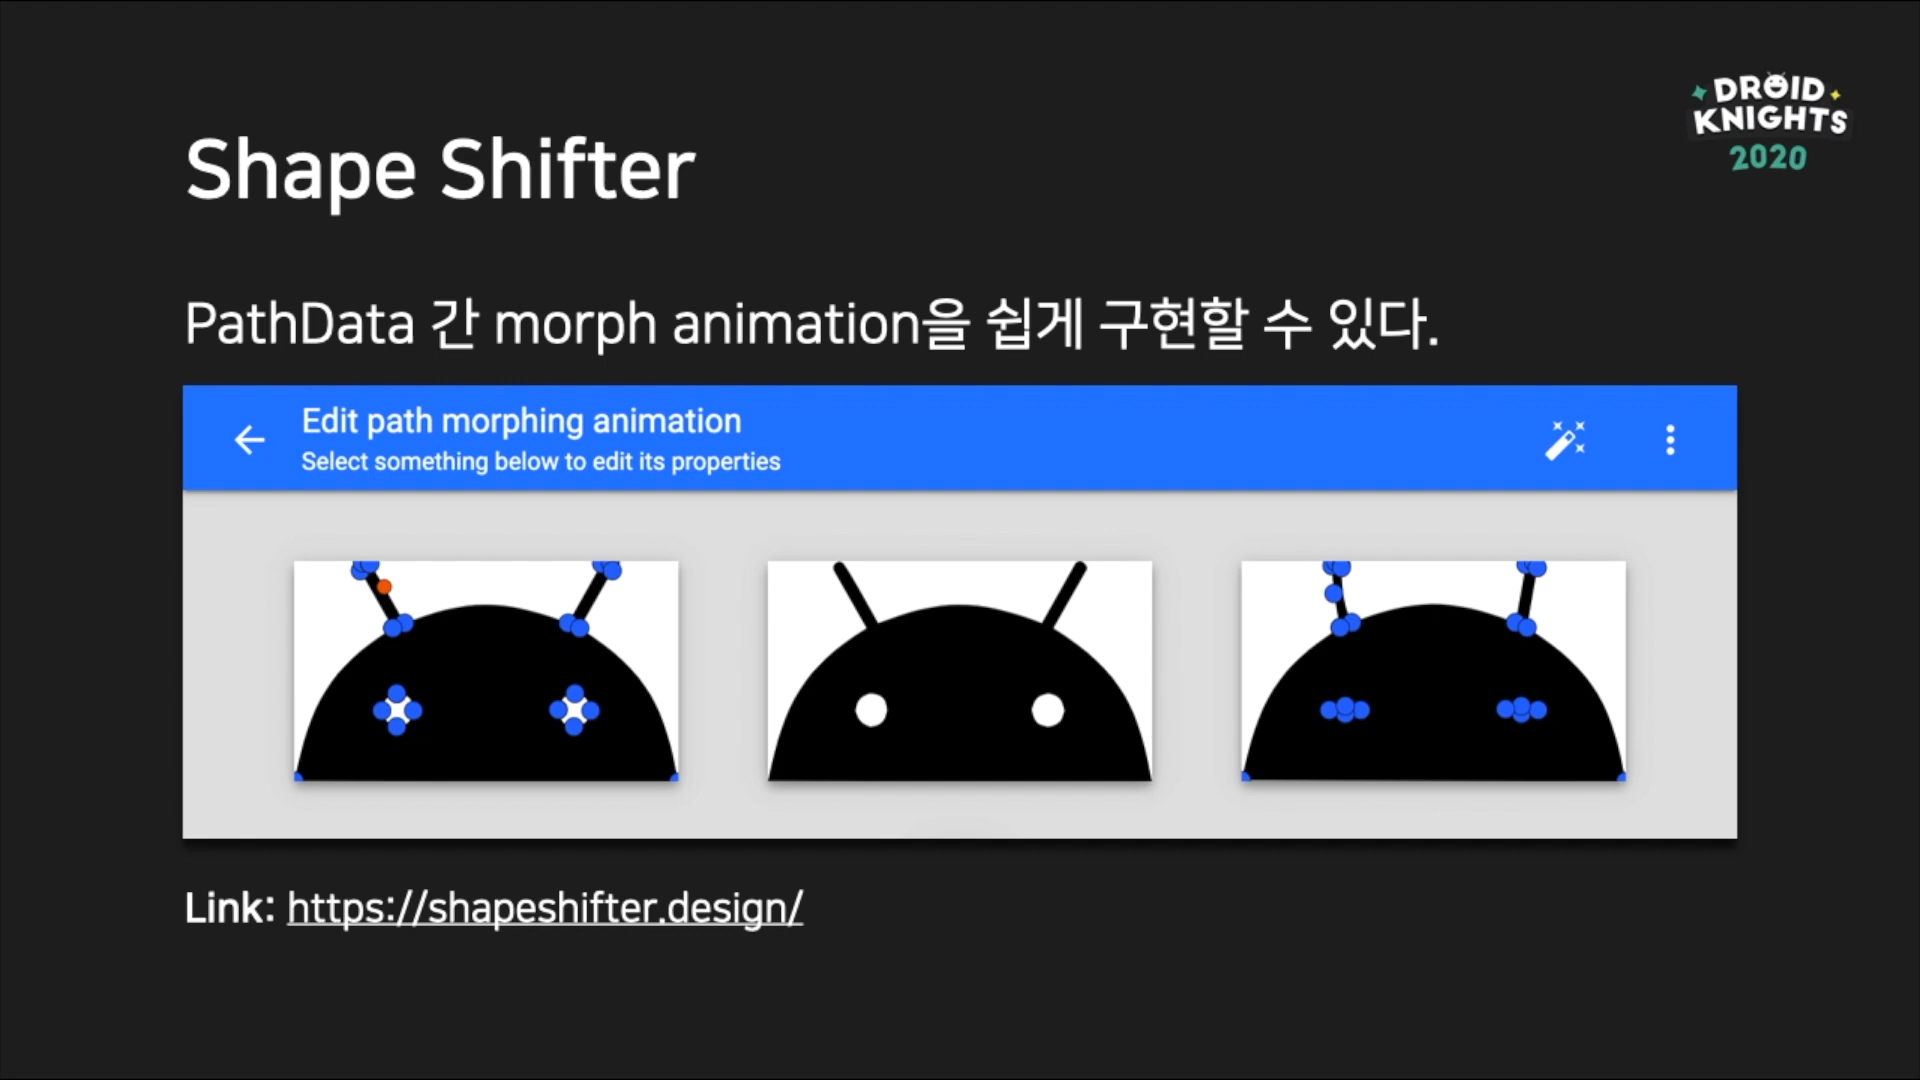 DROID
KNIGHTS
2020
Shape Shifter
PathData 간 morph animation을 쉽게 구현할 수 있다.
Edit path morphing animation
Select something below to edit its properties
Link: https://shapeshifter.design/